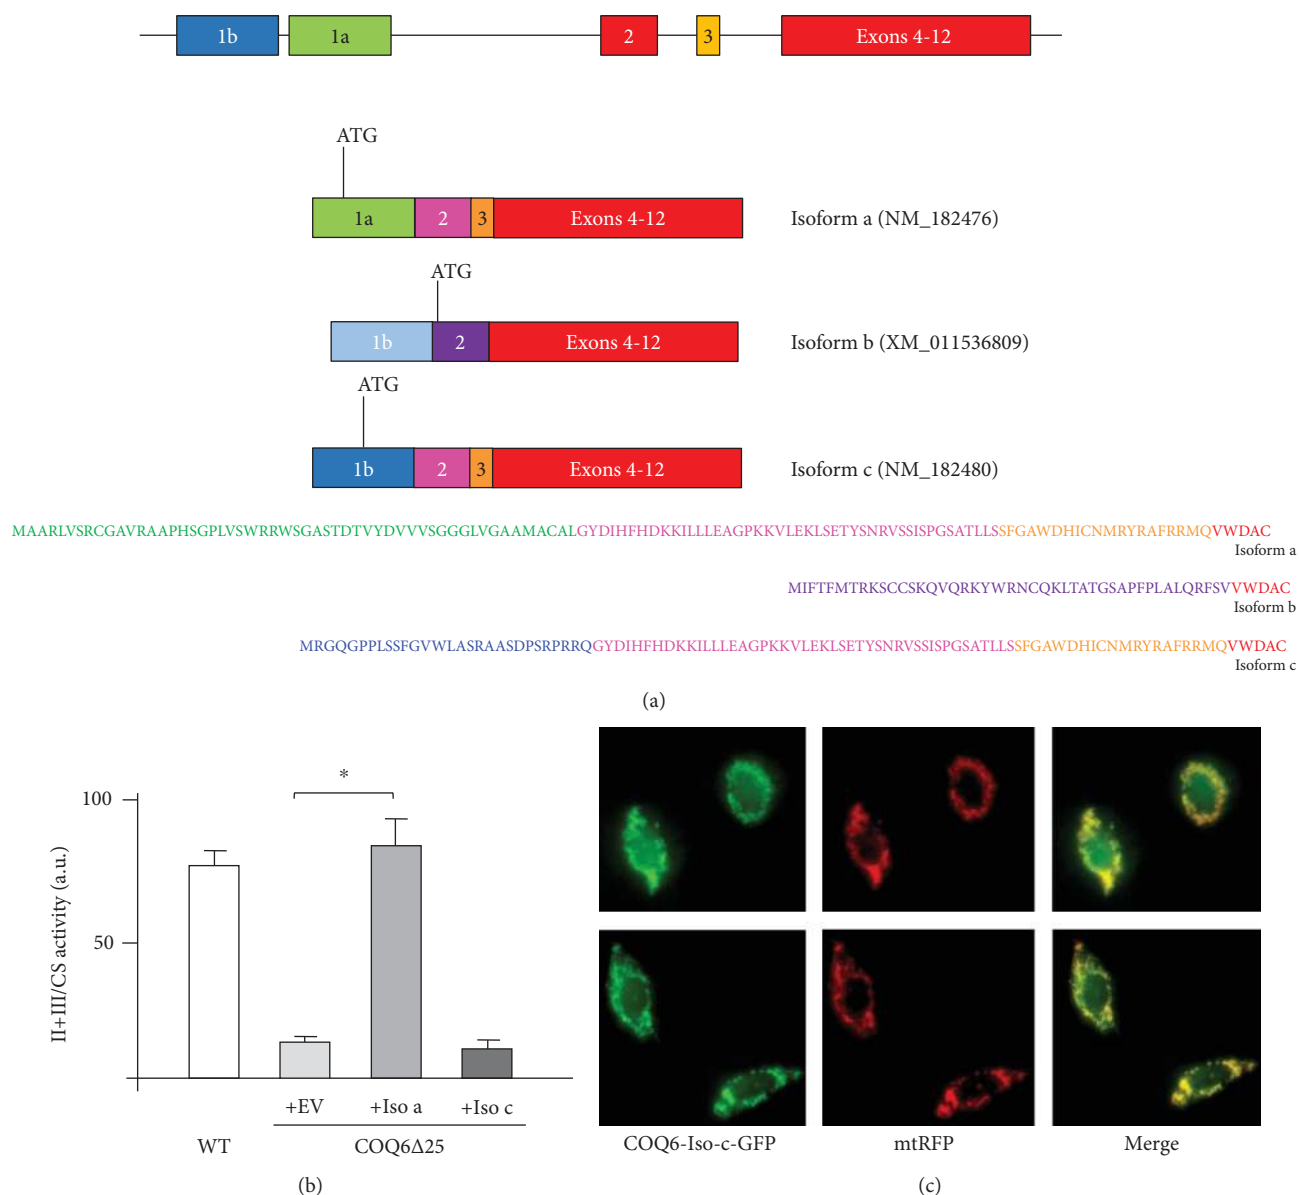 1b 1a 2 3 Exons 4-12
ATG
1a 2 3 Exons 4-12 Isoform a (NM_182476)
ATG
1b 2 Exons 4-12 Isoform b (XM_011536809)
ATG
1b 2 3 Exons 4-12 Isoform c (NM_182480)
MAARLVSRCGAVRAAPHSGPLVSWRRWSGASTDTVYDVVVSGGGLVGAAMACALGYDIHFHDKKILLLEAGPKKVLEKLSETYSNRVSSISPGSATLLSSFGAWDHICNMRYRAFRRMQVWDAC
Isoform a
MIFTFMTRKSCCSKQVQRKYWRNCQKLTATGSAPFPLALQRFSVVWDAC
Isoform b
MRGQGPPLSSFGVWLASRAASDPSRPRRQGYDIHFHDKKILLLEAGPKKVLEKLSETYSNRVSSISPGSATLLSSFGAWDHICNMRYRAFRRMQVWDAC
Isoform c
(a)
II+III/CS activity (a.u.)
100
50
*
+EV +Iso a +Iso c
WT COQ6Δ25
(b)
COQ6-Iso-c-GFP mtRFP Merge
(c)